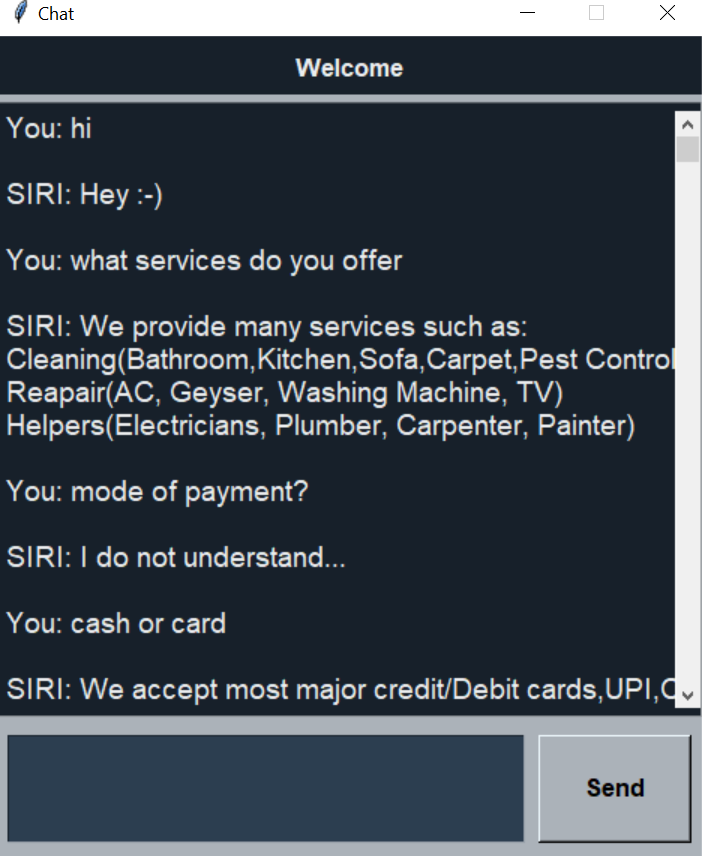 Chat
Welcome
You: hi
SIRI: Hey :-)
You: what services do you offer
SIRI: We provide many services such as:
Cleaning(Bathroom,Kitchen,Sofa,Carpet,Pest Control
Reapair(AC, Geyser, Washing Machine, TV)
Helpers(Electricians, Plumber, Carpenter, Painter)
You: mode of payment?
SIRI: I do not understand...
You: cash or card
SIRI: We accept most major credit/Debit cards,UPI,
Send